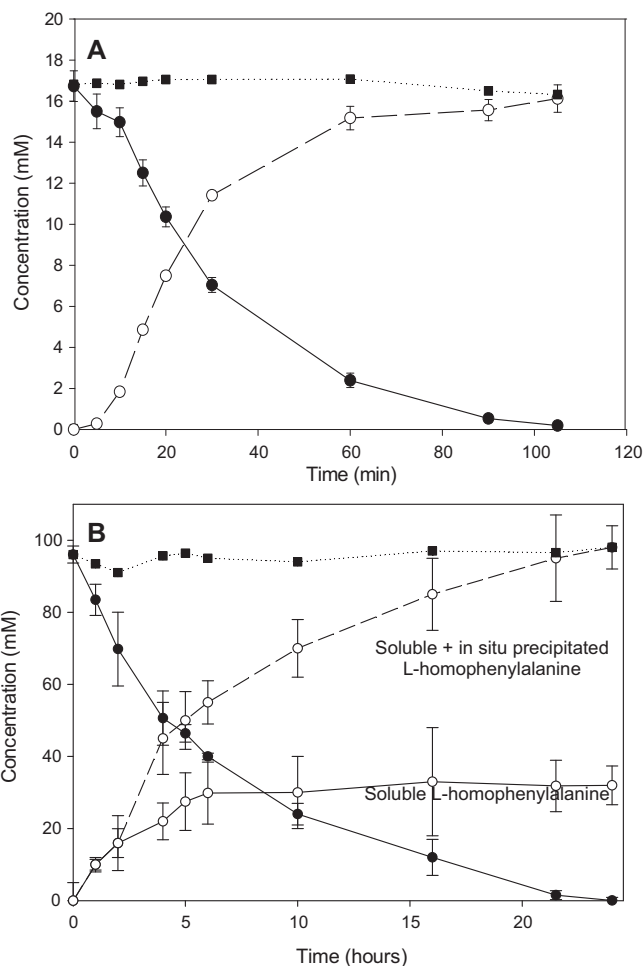 A
Concentration (mM)
20
18
16
14
12
10
8
6
4
2
0
0 20 40 60 80 100 120
Time (min)
B
Concentration (mM)
100
80
60
40
20
0
Soluble + in situ precipitated
L-homophenylalanine
Soluble L-homophenylalanine
0 5 10 15 20
Time (hours)